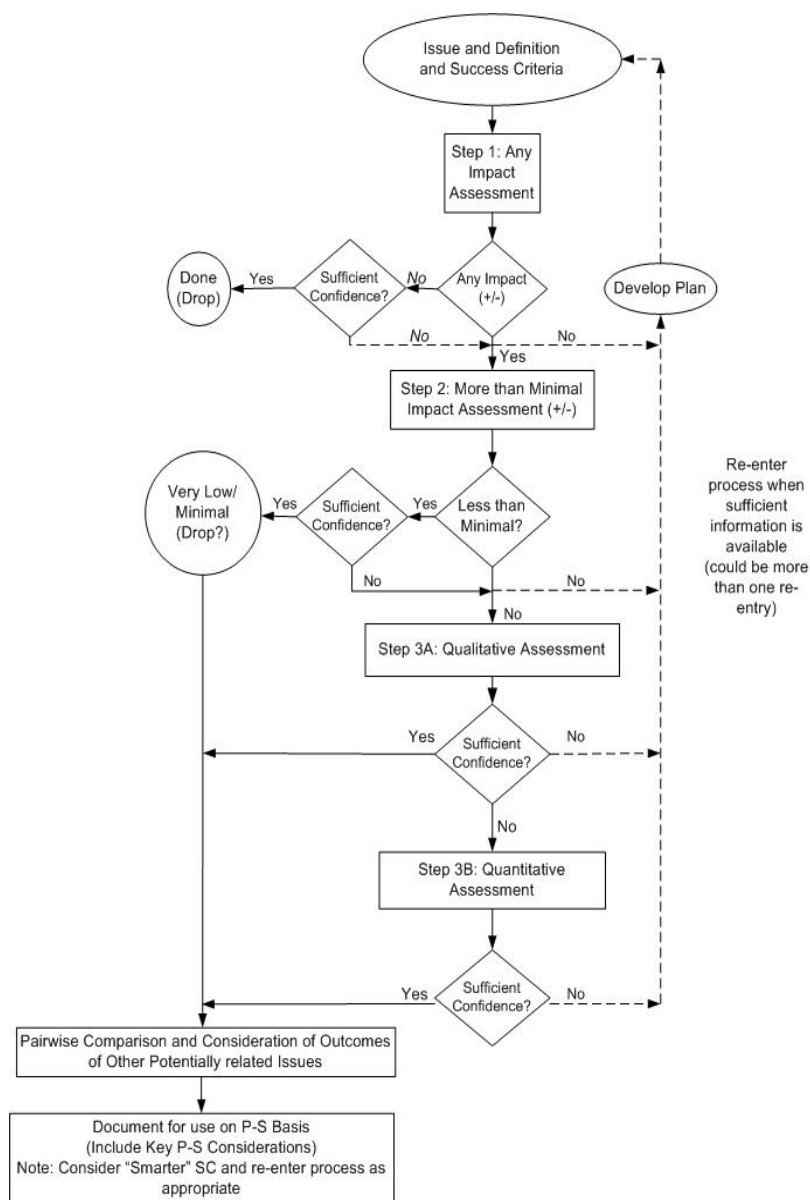 Issue and Definition
and Success Criteria
Step 1: Any
Impact
Assessment
Done
(Drop)
Yes
Sufficient
Confidence?
No
Any Impact
(+/-)
Develop Plan
No
No
Yes
Step 2: More than Minimal
Impact Assessment (+/-)
Very Low/
Minimal
(Drop?)
Yes
Sufficient
Confidence?
Yes
Less than
Minimal?
Re-enter
process when
sufficient
information is
available
(could be more
than one re-
entry)
No
No
No
Step 3A: Qualitative Assessment
Yes
Sufficient
Confidence?
No
No
Step 3B: Quantitative
Assessment
Yes
Sufficient
Confidence?
No
Pairwise Comparison and Consideration of Outcomes
of Other Potentially related Issues
Document for use on P-S Basis
(Include Key P-S Considerations)
Note: Consider “Smarter” SC and re-enter process as
appropriate